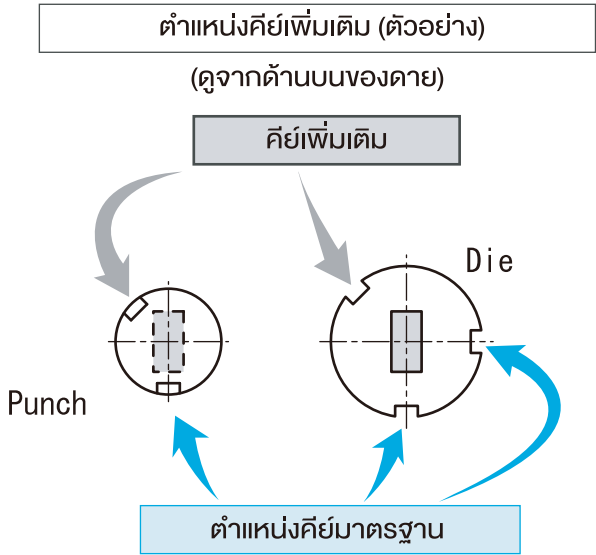 ตำแหน่งคีย์เพิ่มเติม (ตัวอย่าง)
(ดูจากด้านบนของดาย)
คีย์เพิ่มเติม
Die
Punch
ตำแหน่งคีย์มาตรฐาน